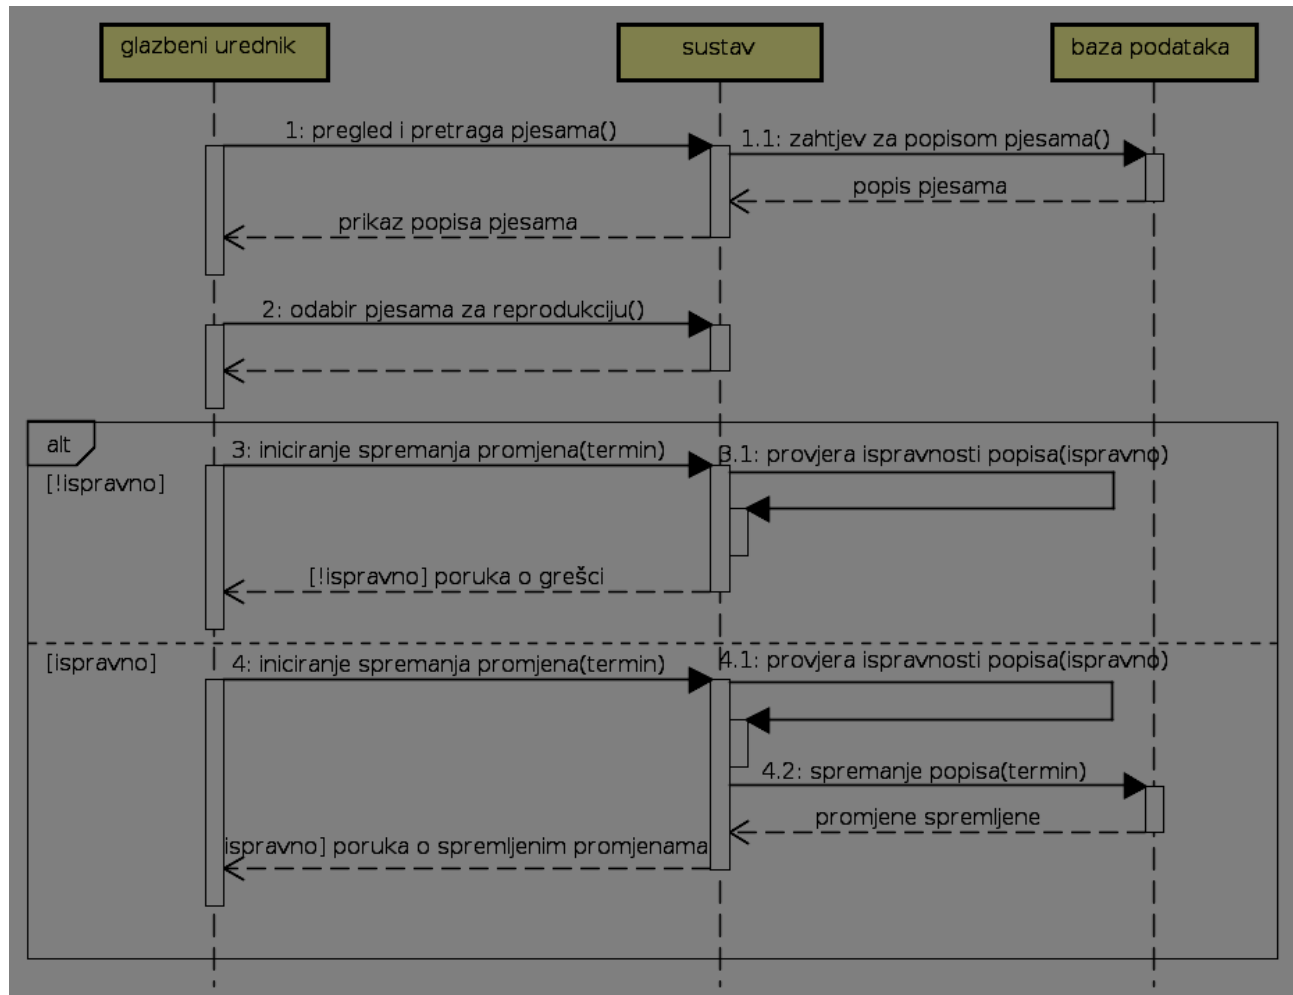 glazbeni urednik
sustav
baza podataka
1: pregled i pretraga pjesama()
1.1: zahtjev za popisom pjesama()
popis pjesama
prikaz popisa pjesama
2: odabir pjesama za reprodukciju()
alt
[!ispravno]
3: iniciranje spremanja promjena(termin)
3.1: provjera ispravnosti popisa(ispravno)
[!ispravno] poruka o grešci
[ispravno]
4: iniciranje spremanja promjena(termin)
4.1: provjera ispravnosti popisa(ispravno)
4.2: spremanje popisa(termin)
promjene spremljene
ispravno] poruka o spremljenim promjenama